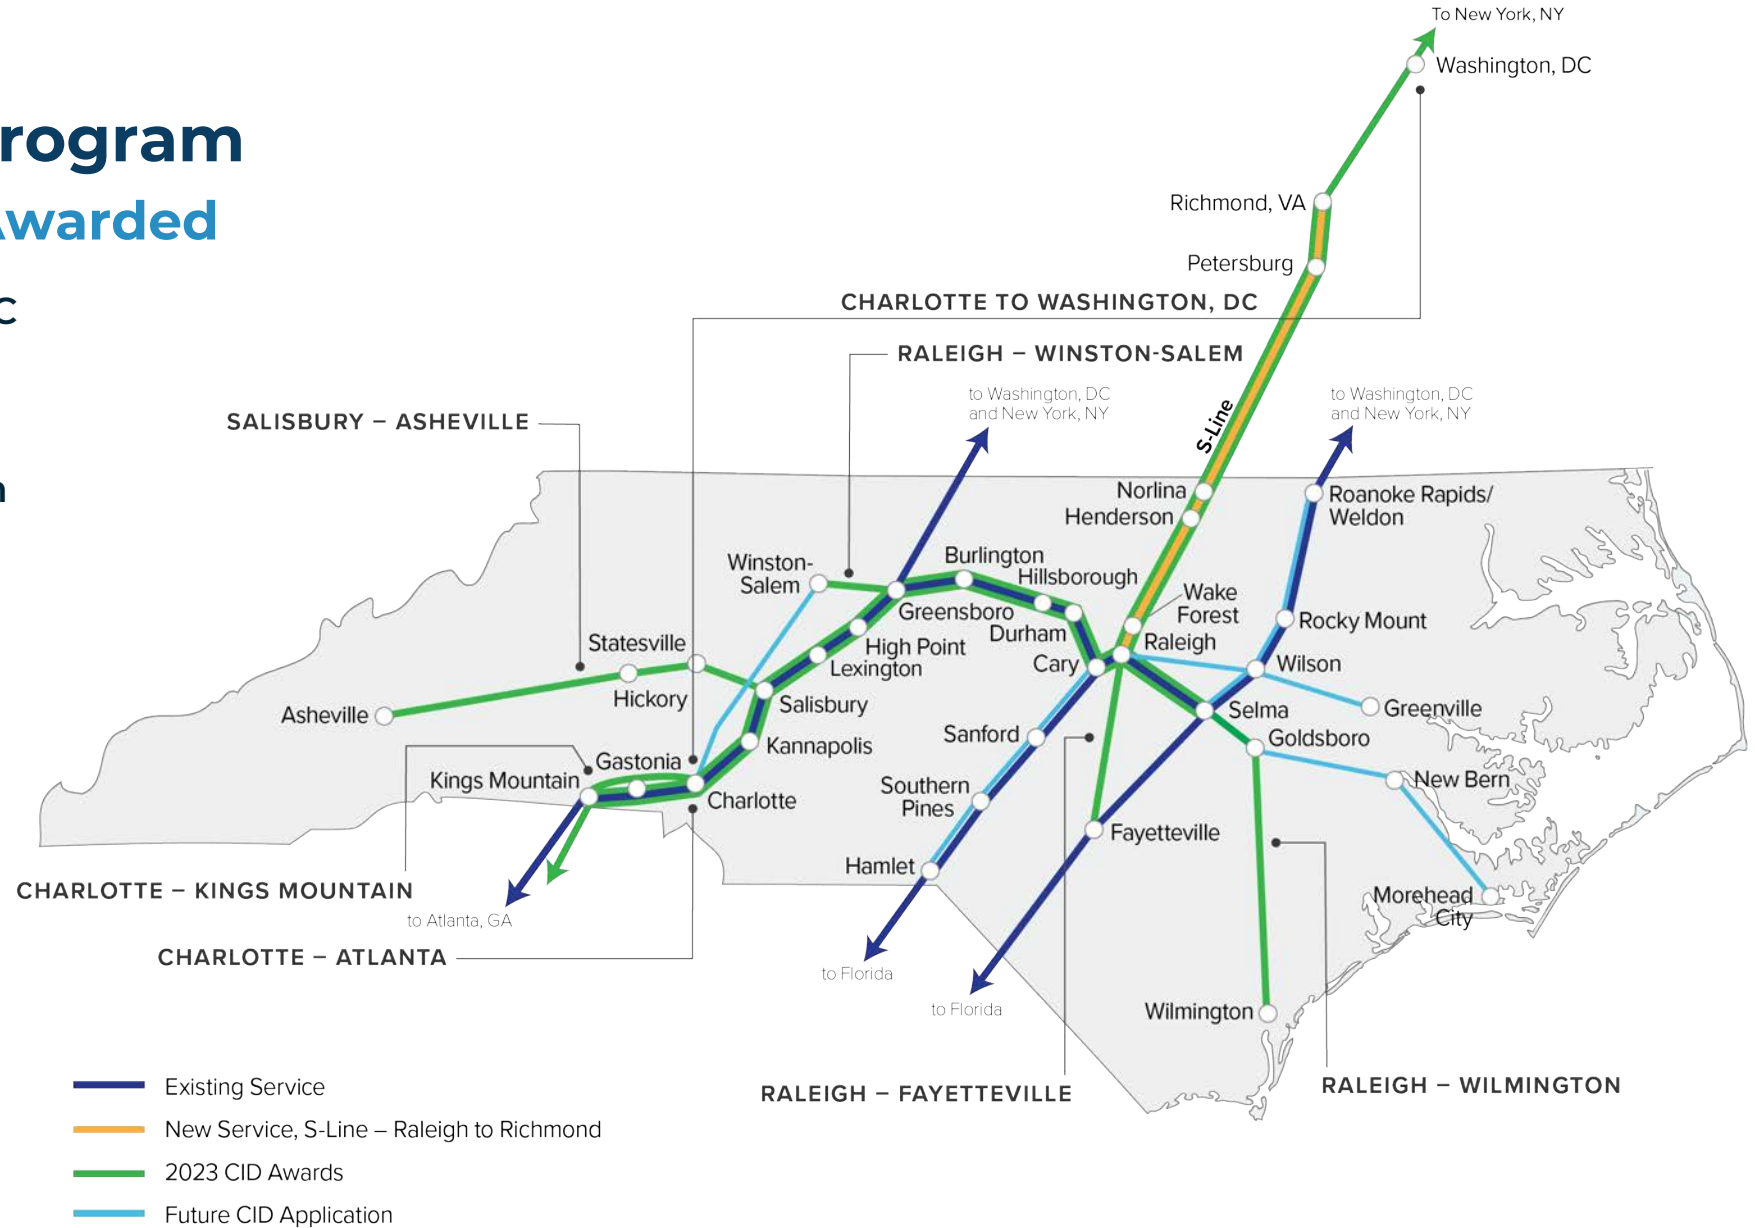 rogram
Awarded
C
n
To New York, NY
Washington, DC
Richmond, VA
Petersburg
CHARLOTTE TO WASHINGTON, DC
RALEIGH – WINSTON-SALEM
to Washington, DC
and New York, NY
to Washington, DC
and New York, NY
SALISBURY – ASHEVILLE
S-Line
Norlina
Henderson
Roanoke Rapids/
Weldon
Winston-
Salem
Burlington
Hillsborough
Greensboro
Durham
Wake
Forest
Raleigh
Rocky Mount
High Point
Lexington
Cary
Wilson
Statesville
Hickory
Asheville
Salisbury
Kannapolis
Sanford
Selma
Greenville
Goldsboro
Gastonia
Kings Mountain
Charlotte
Southern
Pines
New Bern
Fayetteville
Hamlet
Morehead
City
CHARLOTTE – KINGS MOUNTAIN
to Atlanta, GA
CHARLOTTE – ATLANTA
to Florida
to Florida
Wilmington
RALEIGH – FAYETTEVILLE
RALEIGH – WILMINGTON
Existing Service
New Service, S-Line – Raleigh to Richmond
2023 CID Awards
Future CID Application